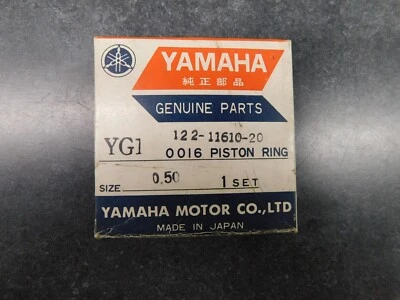 YAMAHA
純正部品
GENUINE PARTS
YG1 122-11610-20
0016 PISTON RING
SIZE 0.50 1 SET
YAMAHA MOTOR CO.,LTD
MADE IN JAPAN